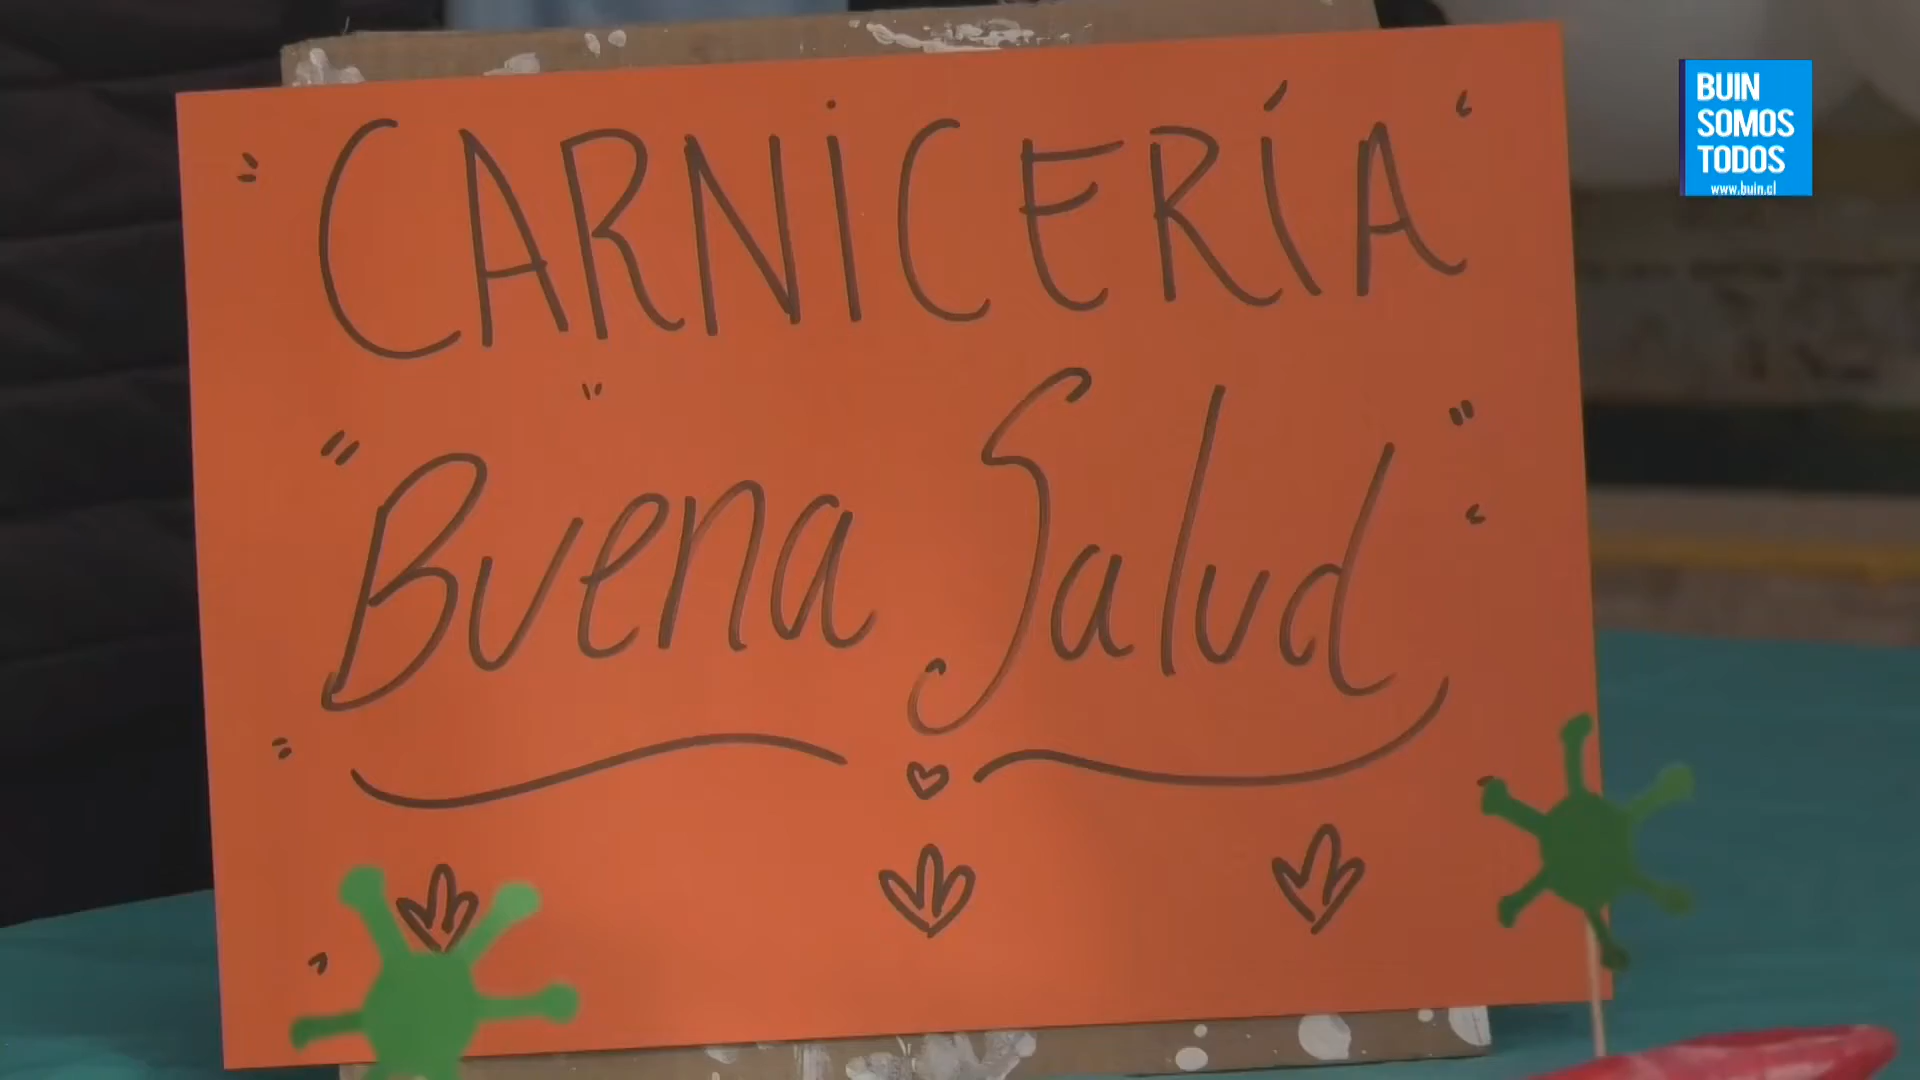 CARNICERÍA
"Buena Salud"
BUIN
SOMOS
TODOS
www.buin.cl